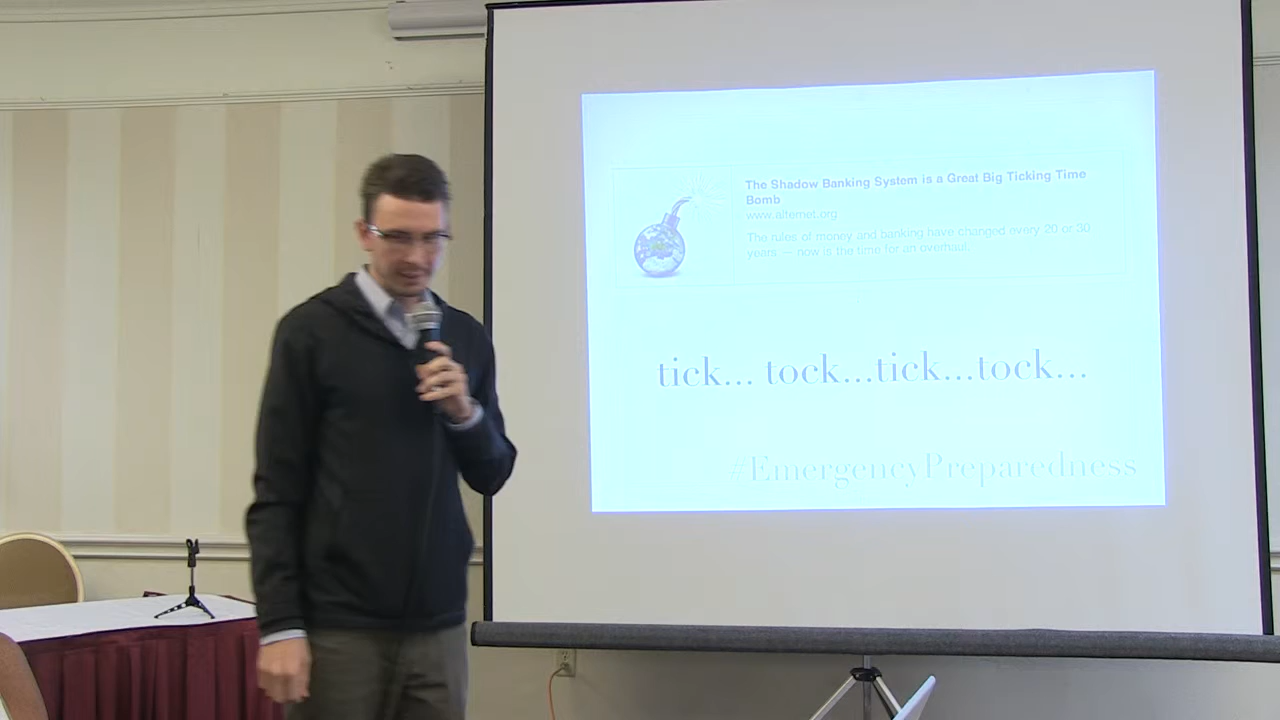 The Shadow Banking System is a Great Big Ticking Time
Bomb
www.alternet.org
The rules of money and banking have changed every 20 or 30
years — now is the time for an overhaul.
tick... tock...tick...tock...
#EmergencyPreparedness